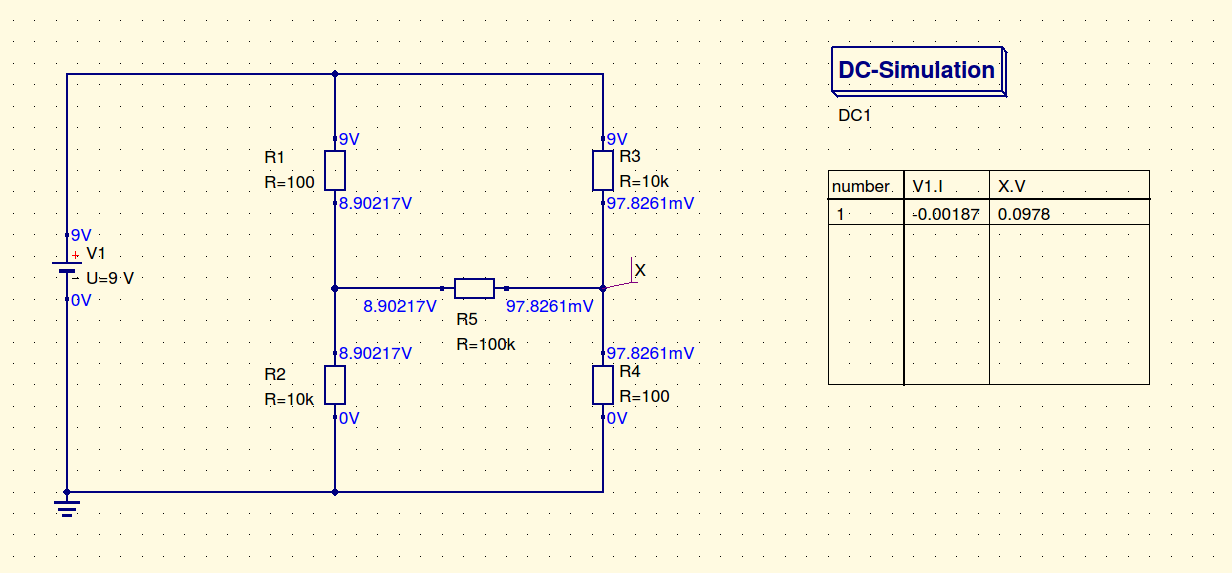 DC-Simulation
DC1
9V
9V
R1
R=100
R3
R=10k
8.90217V
97.8261mV
number V1.I X.V
1 -0.00187 0.0978
9V
+ V1
- U=9 V
0V
X
8.90217V
97.8261mV
R5
R=100k
8.90217V
97.8261mV
R2
R=10k
R4
R=100
0V
0V